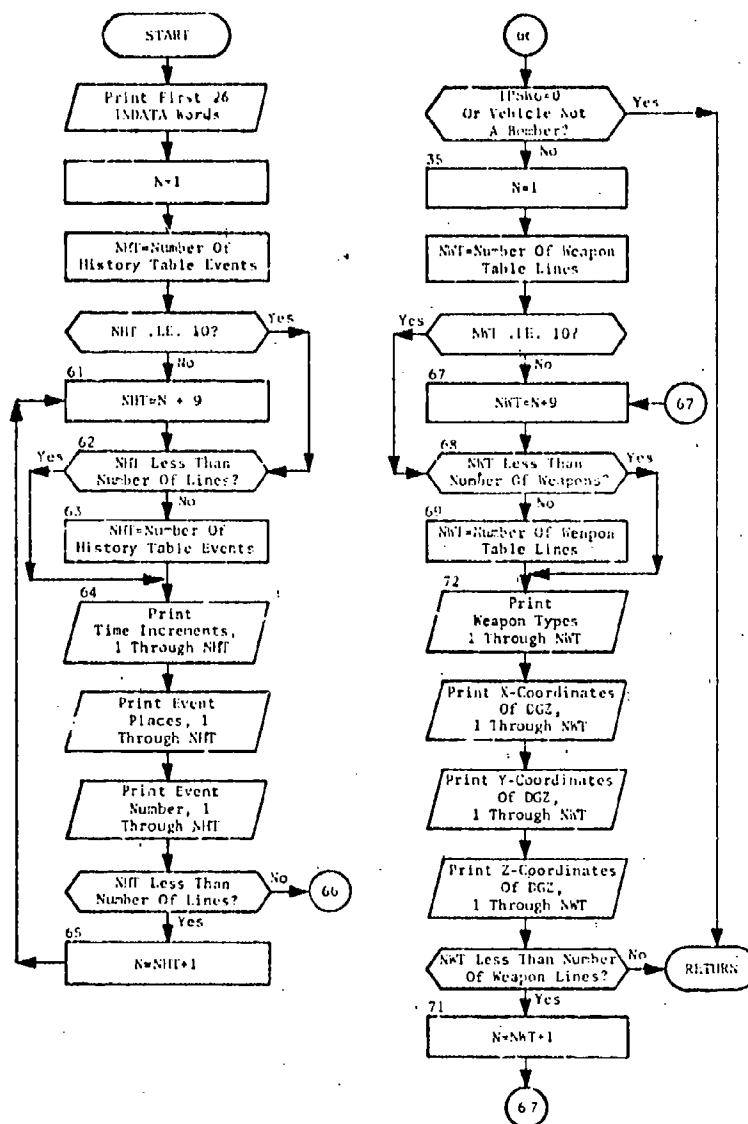 START
Print First 26
INDATA Words
N=1
NHT=Number Of
History Table Events
NHT .LE. 10?
Yes
No
61
NHT=N + 9
62
Yes
NHT Less Than
Number Of Lines?
No
63
NHT=Number Of
History Table Events
64
Print
Time Increments,
1 Through NHT
Print Event
Places, 1
Through NHT
Print Event
Number, 1
Through NHT
NHT Less Than
Number Of Lines?
No
66
Yes
65
N=NHT+1
Or Vehicle Not
A Bomber?
Yes
No
35
N=1
NWT=Number Of Weapon
Table Lines
Yes
NWT .LE. 10?
No
67
NWT=N+9
67
68
NWT Less Than
Number Of Weapons?
Yes
No
69
NWT=Number Of Weapon
Table Lines
72
Print
Weapon Types
1 Through NWT
Print X-Coordinates
Of DGZ,
1 Through NWT
Print Y-Coordinates
Of DGZ,
1 Through NWT
Print Z-Coordinates
Of DGZ,
1 Through NWT
NWT Less Than Number
Of Weapon Lines?
No
RETURN
Yes
71
N=NWT+1
67